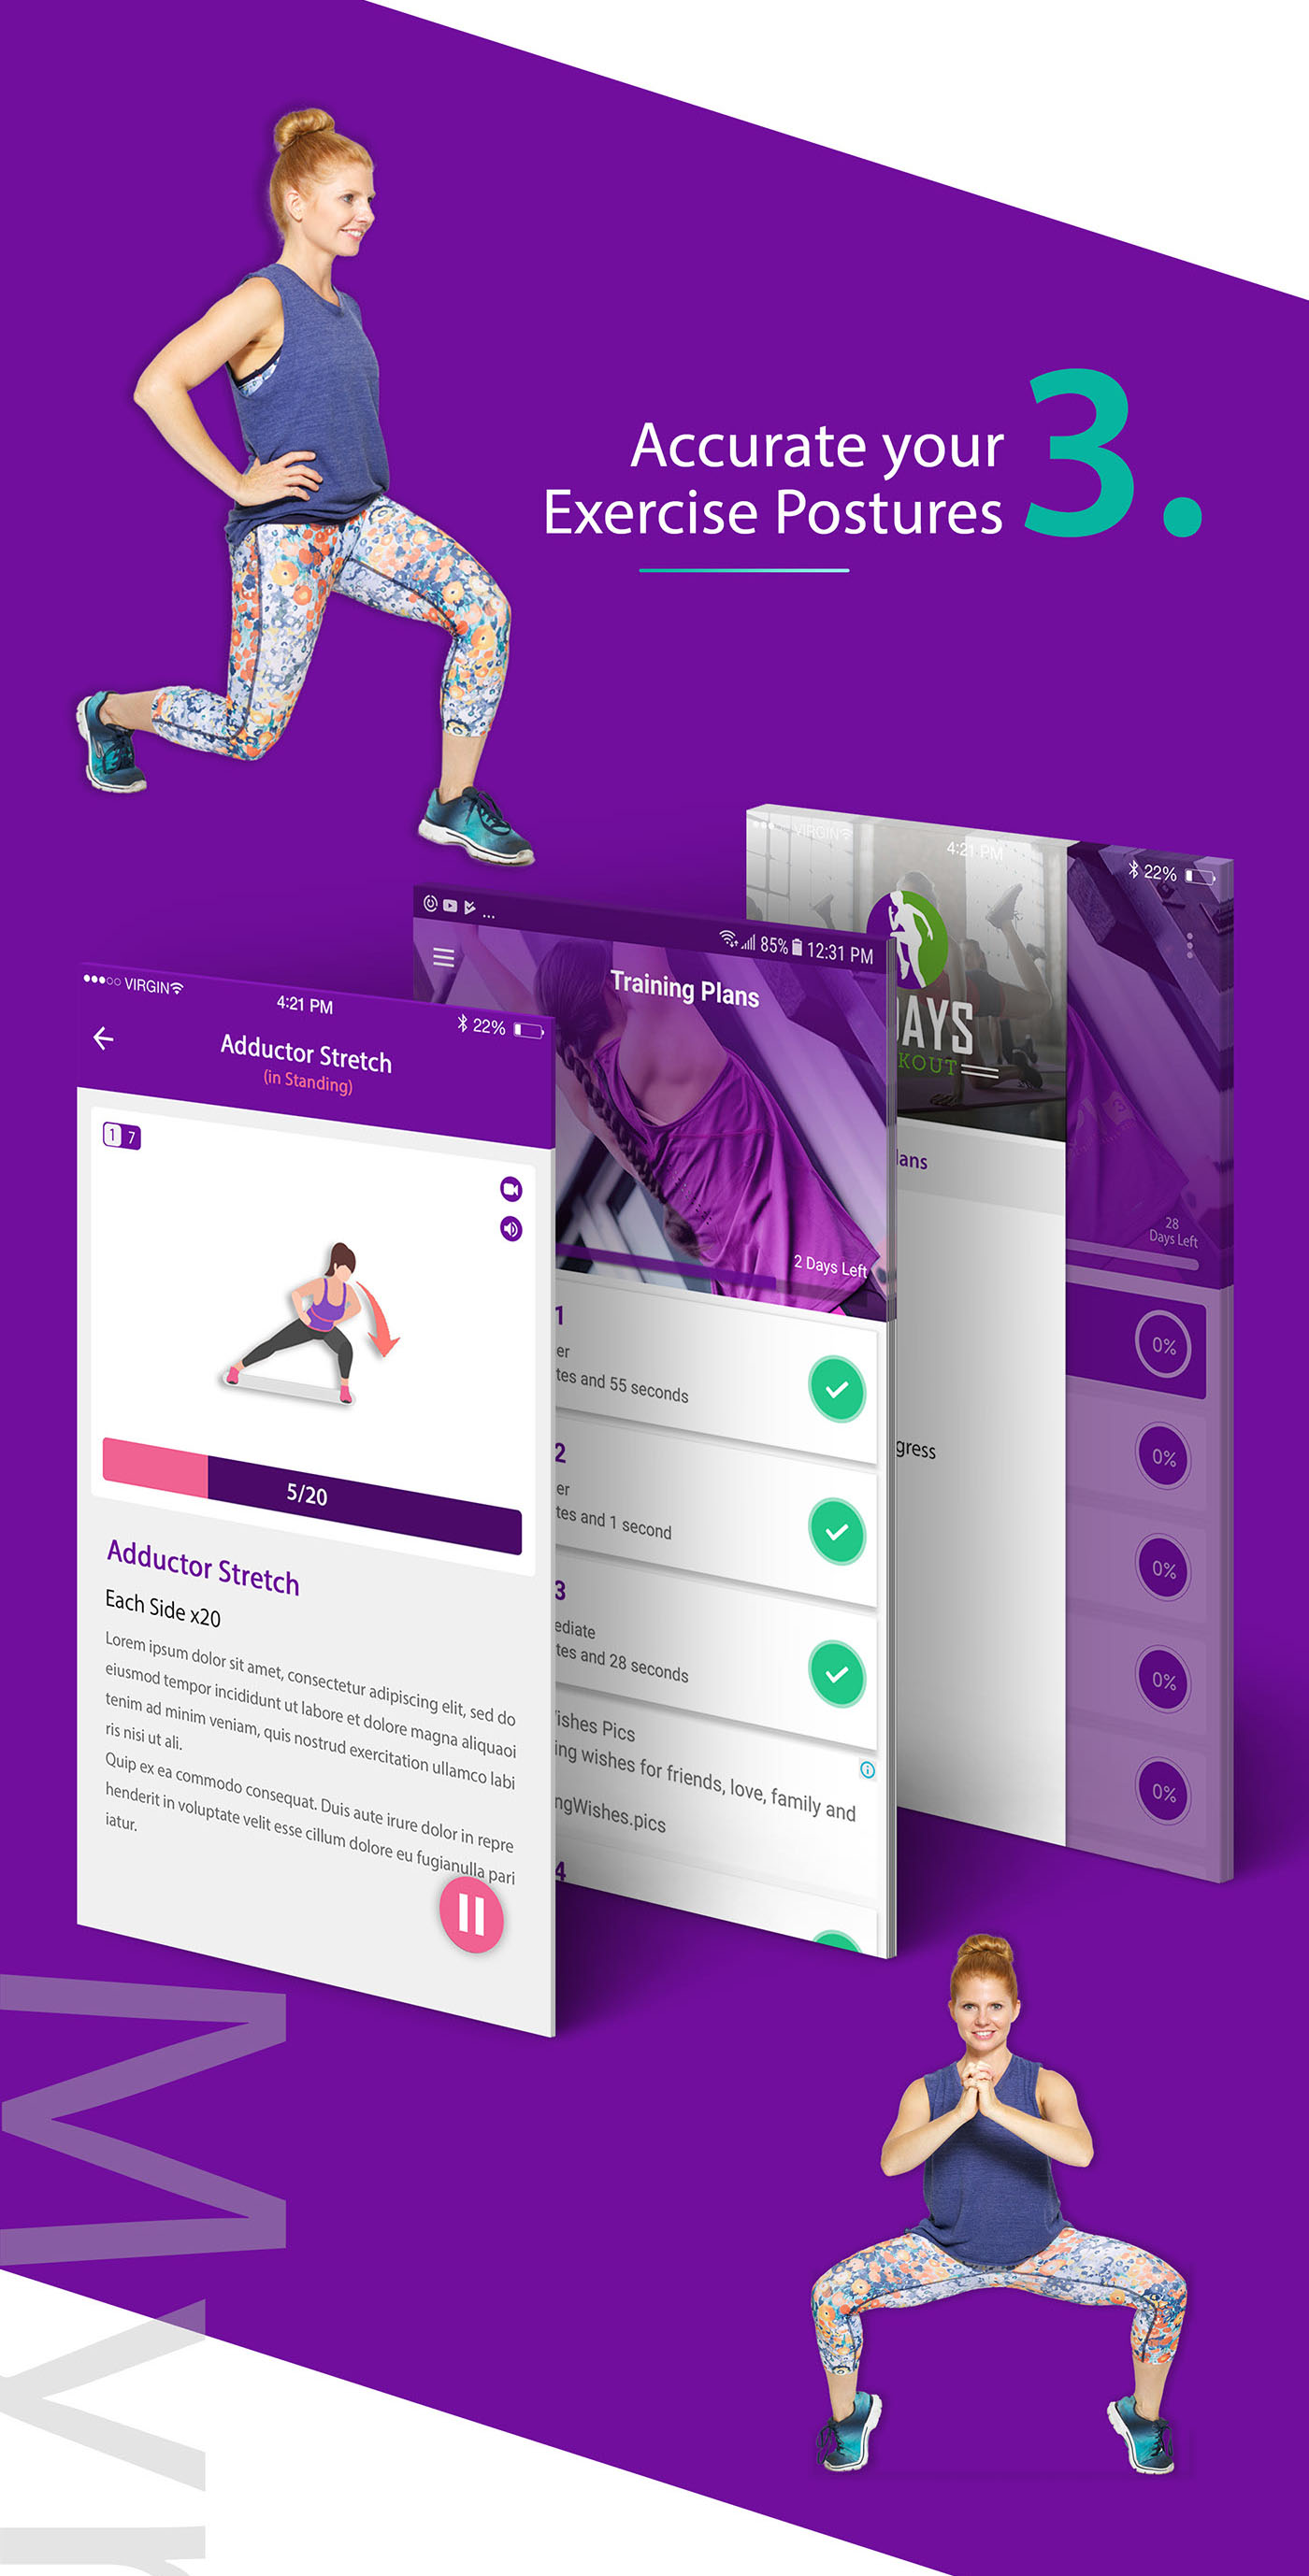 Accurate your
Exercise Postures
3.
VIRGIN
4:21 PM
22%
Adductor Stretch
(in Standing)
1 7
5/20
Adductor Stretch
Each Side x20
Lorem ipsum dolor sit amet, consectetur adipiscing elit, sed do
eiusmod tempor incididunt ut labore et dolore magna aliquaoi
tenim ad minim veniam, quis nostrud exercitation ullamco labi
ris nisi ut ali.
Quip ex ea commodo consequat. Duis aute irure dolor in repre
henderit in voluptate velit esse cillum dolore eu fugianulla pari
iatur.
...
85% 12:31 PM
Training Plans
2 Days Left
1
er
tes and 55 seconds
2
er
tes and 1 second
3
ediate
tes and 28 seconds
ishes Pics
ing wishes for friends, love, family and
ngWishes.pics
4
VIRGIN
4:21 PM
22%
AYS
KOUT
lans
gress
28
Days Left
0%
0%
0%
0%
0%